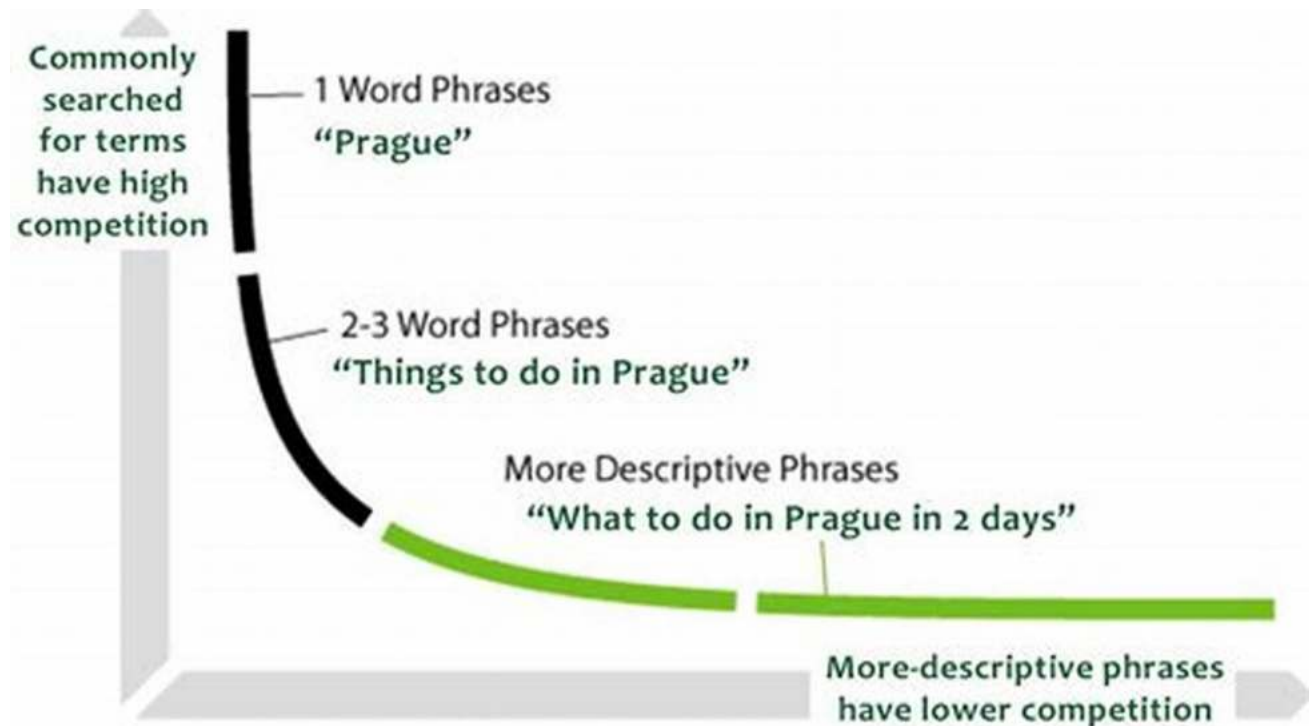 Commonly
searched
for terms
have high
competition
1 Word Phrases
“Prague”
2-3 Word Phrases
“Things to do in Prague”
More Descriptive Phrases
“What to do in Prague in 2 days”
More-descriptive phrases
have lower competition